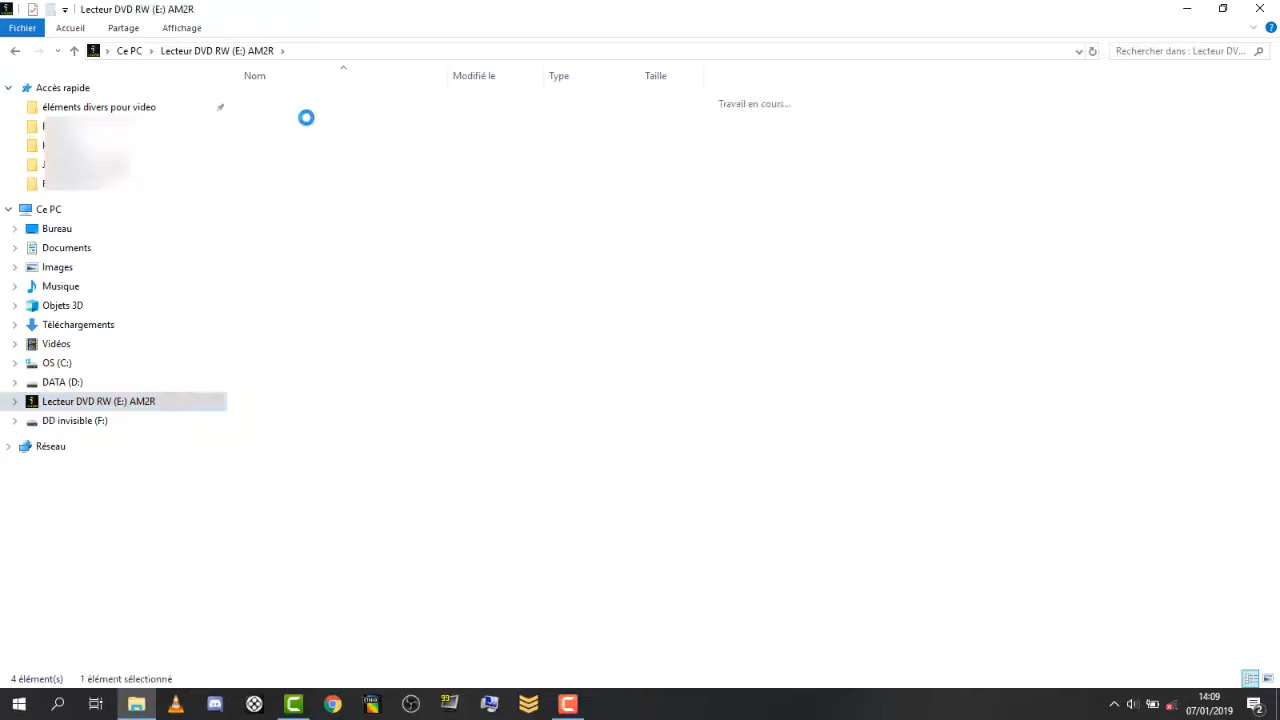 Lecteur DVD RW (E:) AM2R
Fichier Accueil Partage Affichage
Ce PC Lecteur DVD RW (E:) AM2R Rechercher dans : Lecteur DV...
Nom Modifié le Type Taille
Travail en cours...
Accès rapide
éléments divers pour video
Ce PC
Bureau
Documents
Images
Musique
Objets 3D
Téléchargements
Vidéos
OS (C:)
DATA (D:)
Lecteur DVD RW (E:) AM2R
DD invisible (F:)
Réseau
4 élément(s) 1 élément sélectionné
14:09
07/01/2019